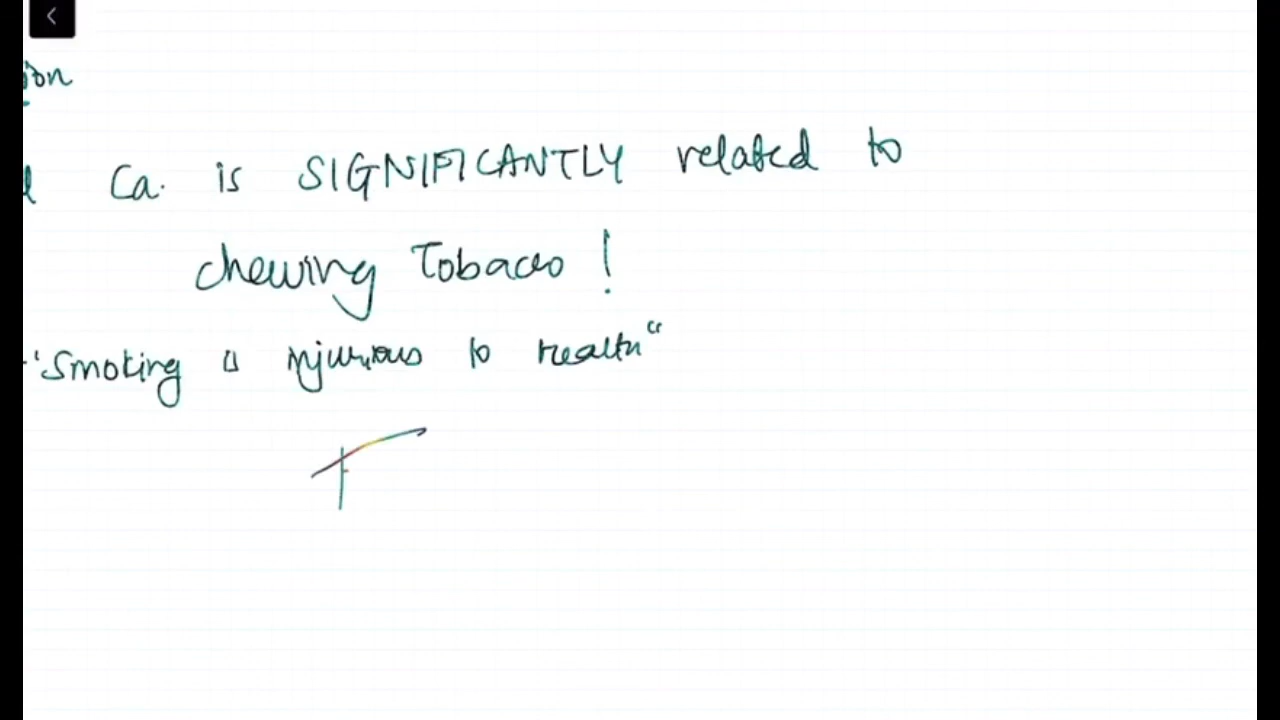 ion
l Ca. is SIGNIFICANTLY related to
chewing Tobacco !
"Smoking is injurious to Health"
T